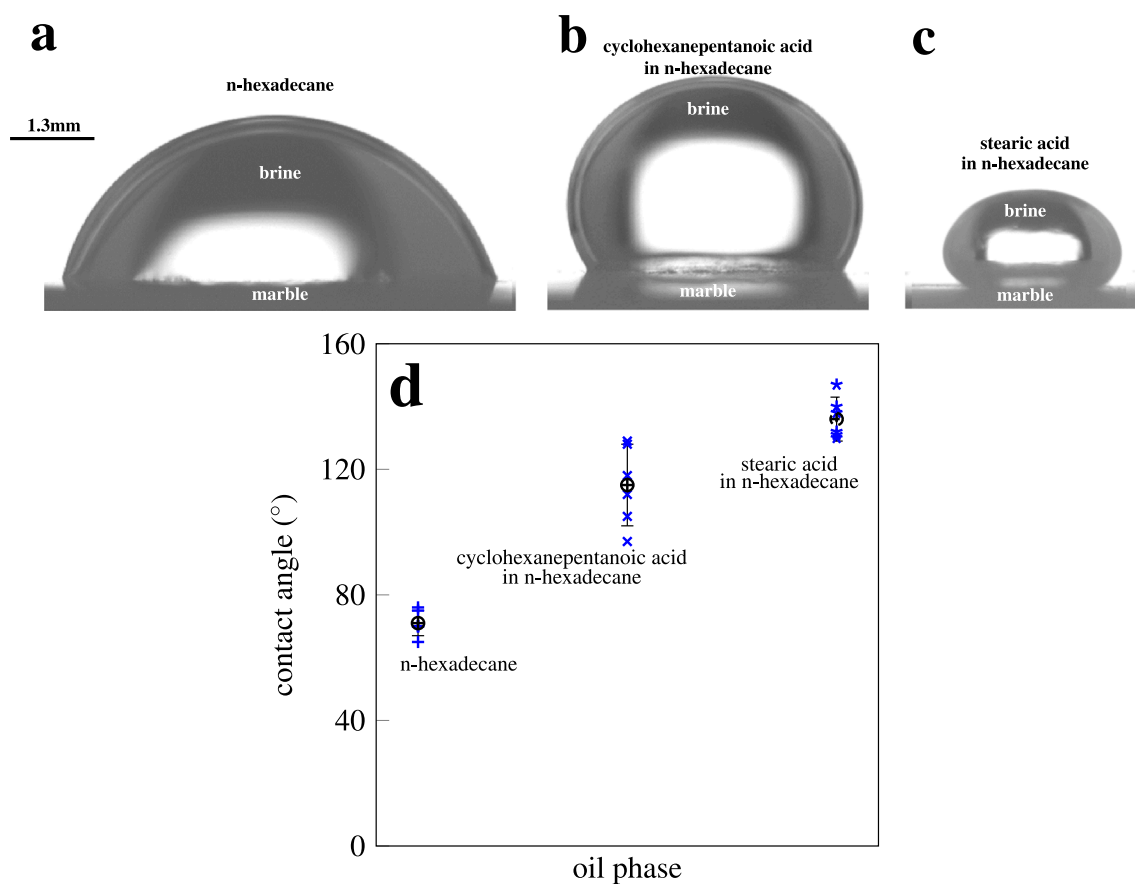 a
n-hexadecane
1.3mm
brine
marble
b
cyclohexanepentanoic acid
in n-hexadecane
brine
marble
c
stearic acid
in n-hexadecane
brine
marble
d
160
120
80
40
0
contact angle (°)
stearic acid
in n-hexadecane
cyclohexanepentanoic acid
in n-hexadecane
n-hexadecane
oil phase